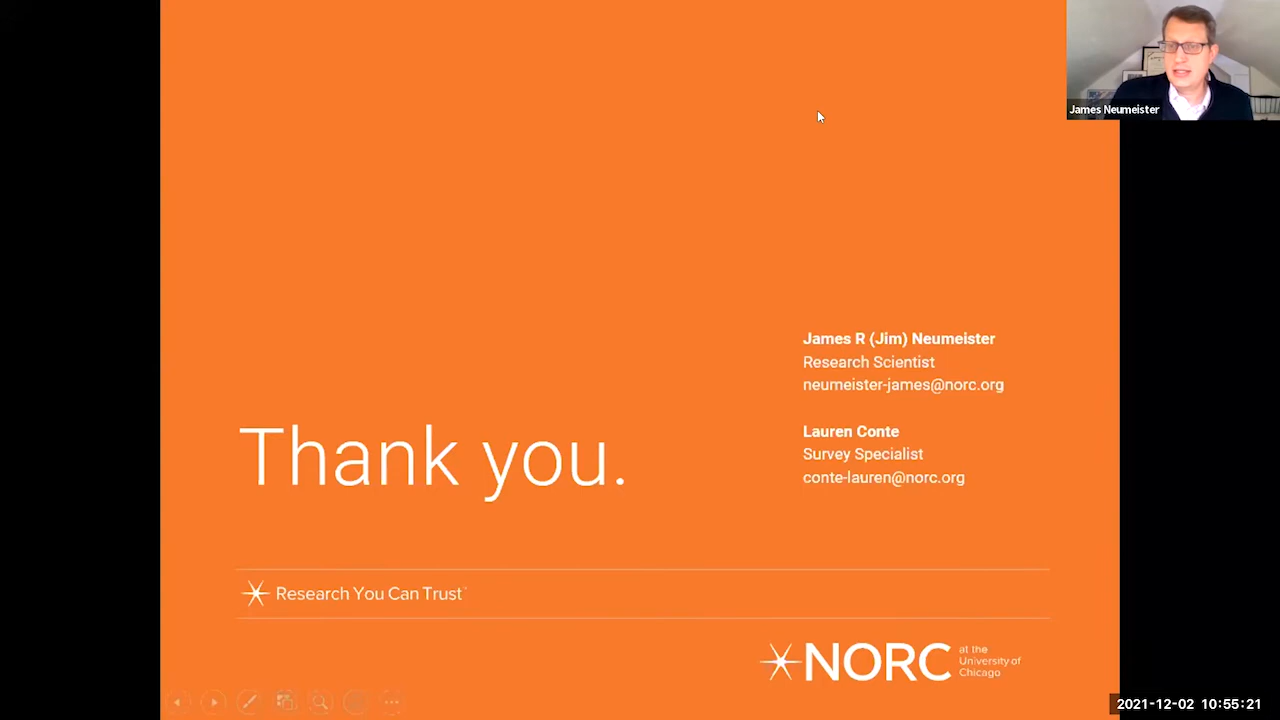 James Neumeister
James R (Jim) Neumeister
Research Scientist
neumeister-james@norc.org
Lauren Conte
Survey Specialist
conte-lauren@norc.org
Thank you.
Research You Can Trust™
NORC
at the
University of
Chicago
2021-12-02 10:55:21